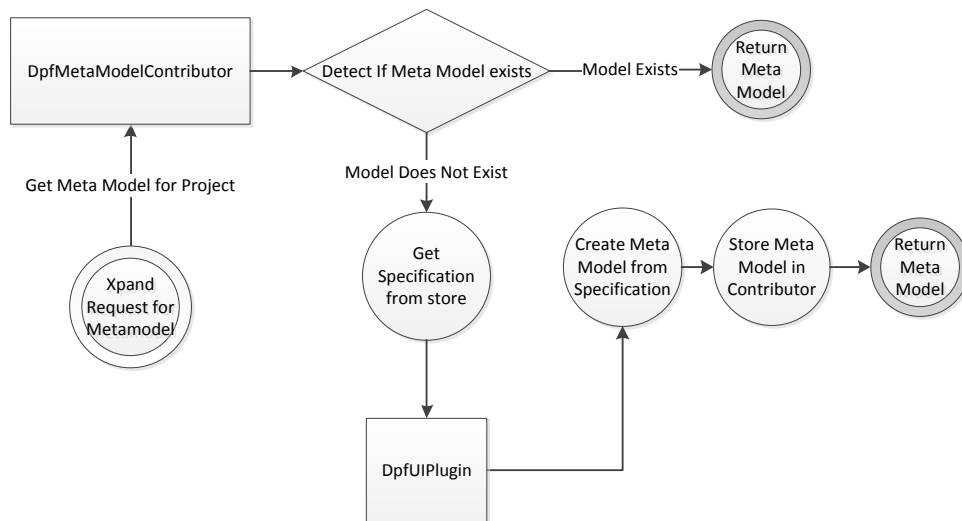 DpfMetaModelContributor
Detect If Meta Model exists
Model Exists
Return
Meta
Model
Get Meta Model for Project
Model Does Not Exist
Xpand
Request for
Metamodel
Get
Specification
from store
Create Meta
Model from
Specification
Store Meta
Model in
Contributor
Return
Meta
Model
DpfUIPlugin